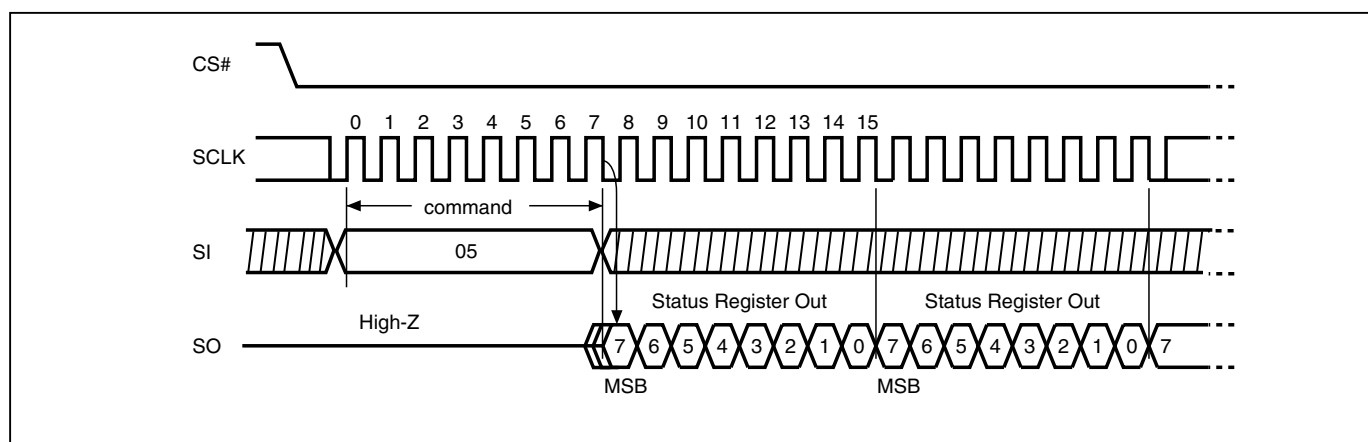 CS#
0 1 2 3 4 5 6 7 8 9 10 11 12 13 14 15
SCLK
command
SI
05
Status Register Out Status Register Out
High-Z
SO
7 6 5 4 3 2 1 0 7 6 5 4 3 2 1 0 7
MSB MSB